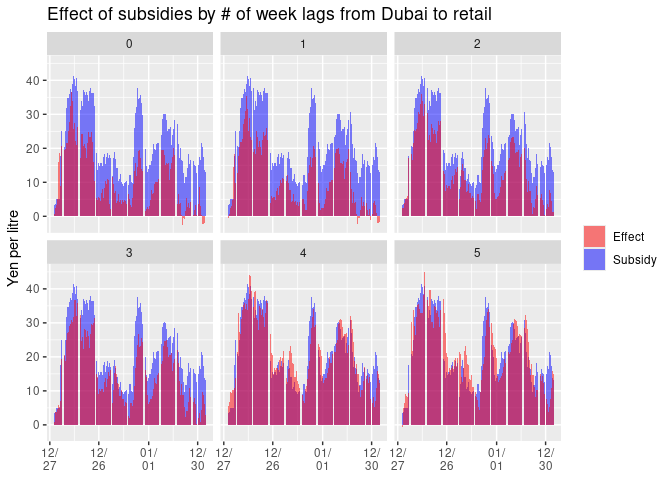 Effect of subsidies by # of week lags from Dubai to retail
0 1 2
40
30
20
10
0
3 4 5
40
30
20
10
0
12/ 12/ 01/ 12/ 12/ 12/ 01/ 12/ 12/ 12/ 01/ 12/
27 26 01 30 27 26 01 30 27 26 01 30
Yen per litre
Effect
Subsidy